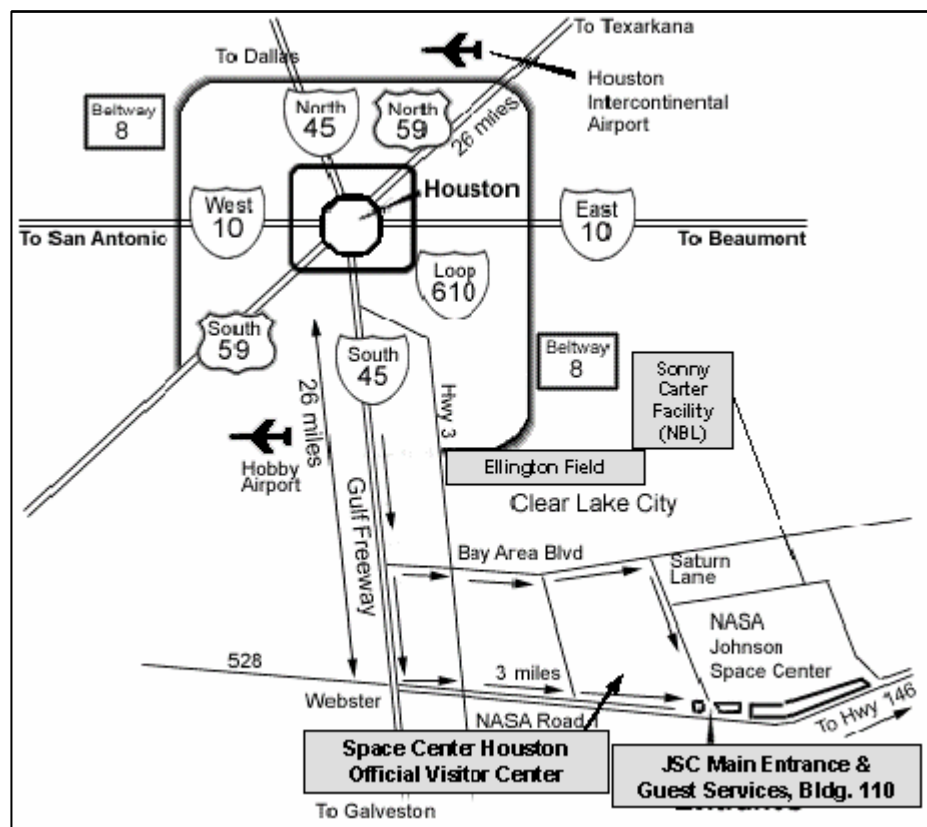 To Texarkana
To Dallas
Houston
Intercontinental
Airport
Beltway
8
North
45
North
59
26 miles
Houston
West
10
East
10
To San Antonio
To Beaumont
Loop
610
South
59
South
45
Beltway
8
Sonny
Carter
Facility
(NBL)
26 miles
Hwy 3
Hobby
Airport
Ellington Field
Gulf Freeway
Clear Lake City
Bay Area Blvd
Saturn
Lane
NASA
Johnson
Space Center
528
3 miles
Webster
NASA Road
To Hwy 146
Space Center Houston
Official Visitor Center
JSC Main Entrance &
Guest Services, Bldg. 110
To Galveston